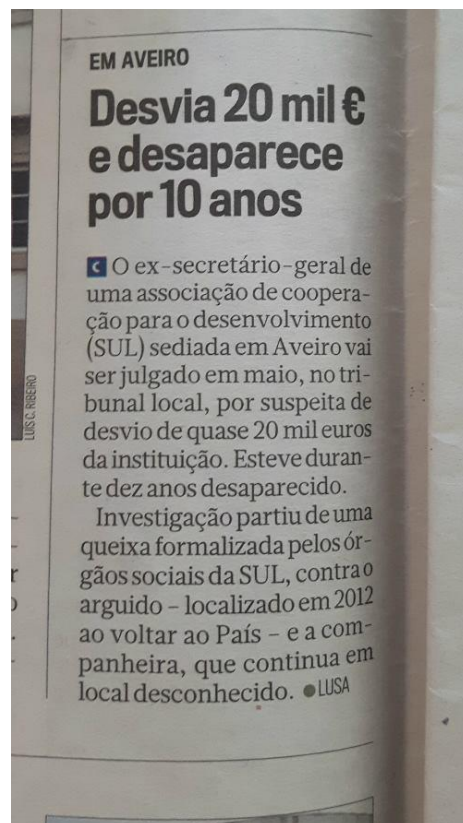 EM AVEIRO
Desvia 20 mil €
e desaparece
por 10 anos
C O ex-secretário-geral de
uma associação de coopera-
ção para o desenvolvimento
(SUL) sediada em Aveiro vai
ser julgado em maio, no tri-
bunal local, por suspeita de
desvio de quase 20 mil euros
da instituição. Esteve duran-
te dez anos desaparecido.
Investigação partiu de uma
queixa formalizada pelos ór-
gãos sociais da SUL, contra o
arguido – localizado em 2012
ao voltar ao País – e a com-
panheira, que continua em
local desconhecido. ● LUSA
LUÍS C. RIBEIRO